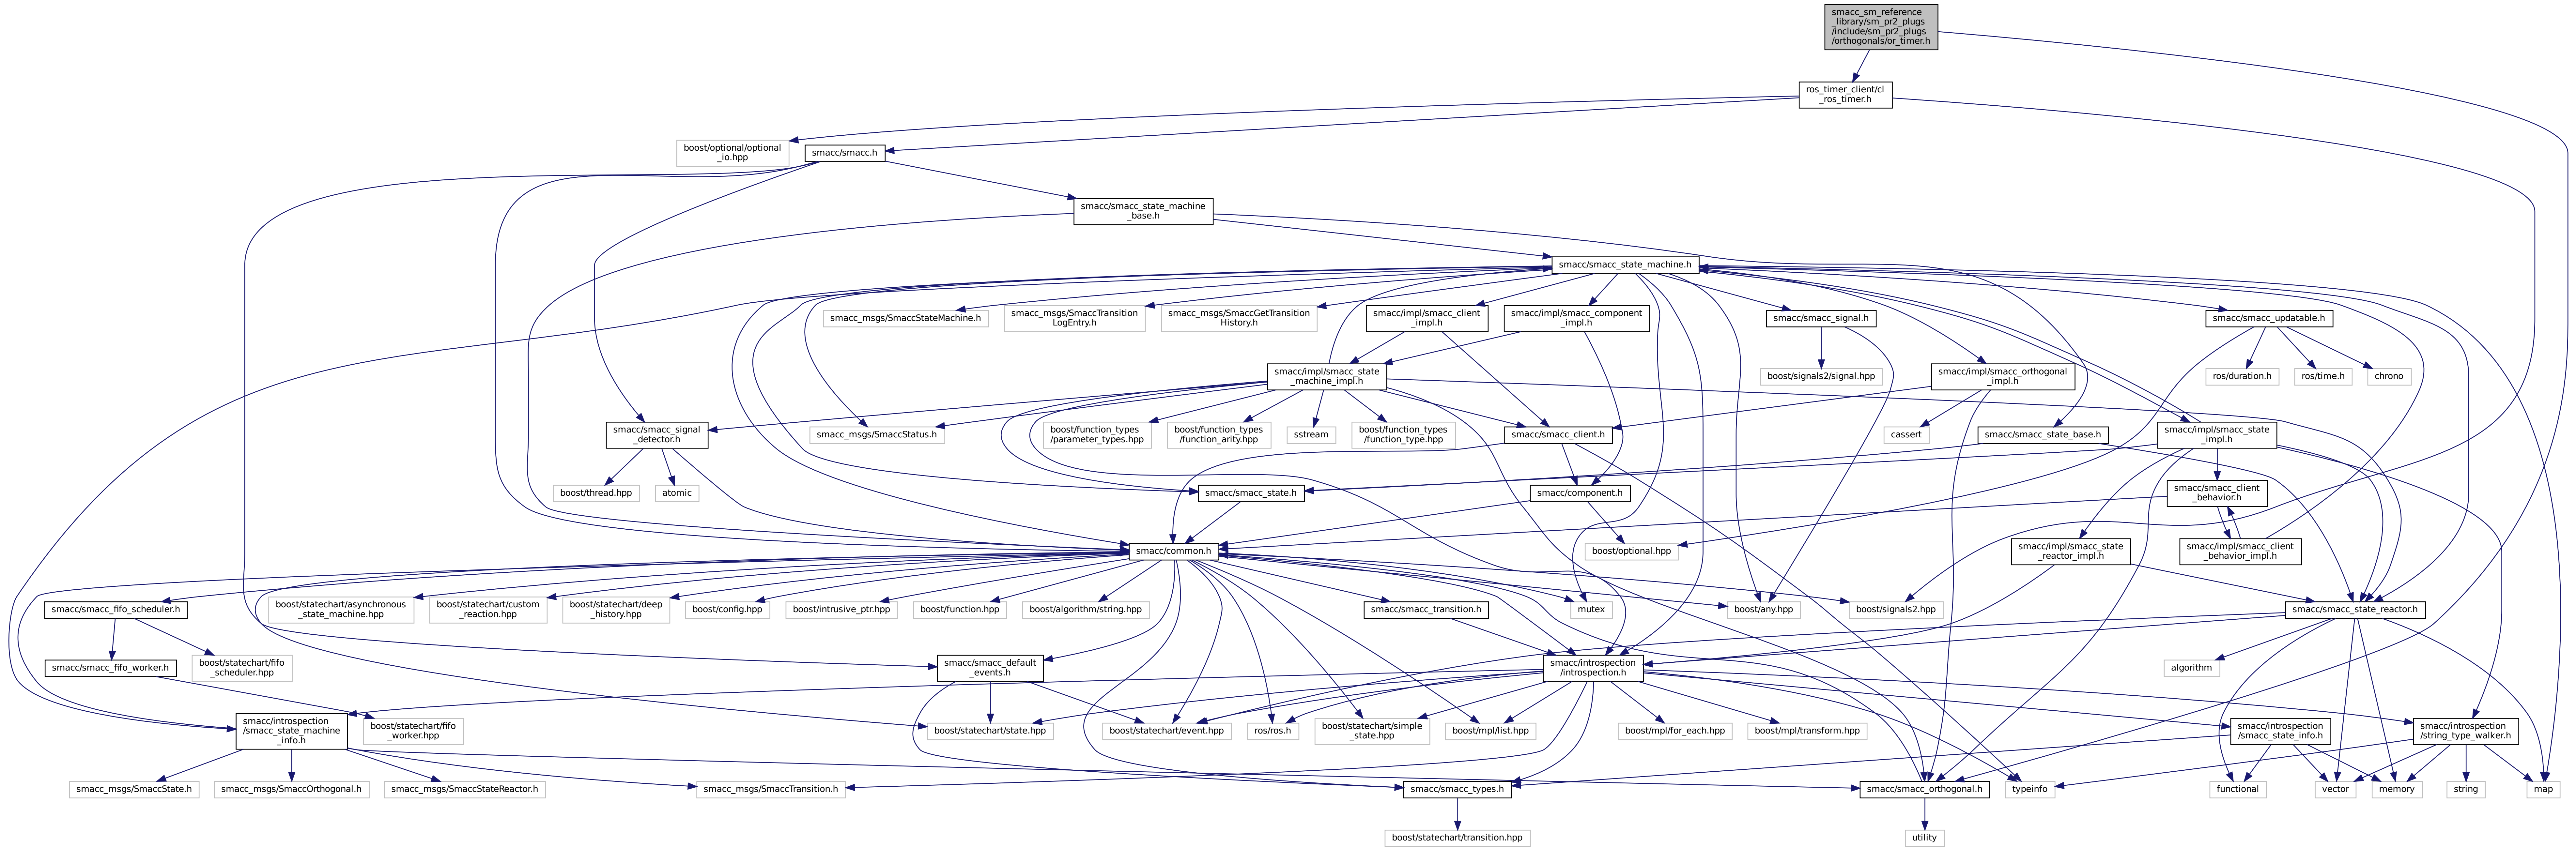 smacc_sm_reference
_library/sm_pr2_plugs
/include/sm_pr2_plugs
/orthogonals/or_timer.h
ros_timer_client/cl
_ros_timer.h
boost/optional/optional
_io.hpp
smacc/smacc.h
smacc/smacc_state_machine
_base.h
smacc/smacc_state_machine.h
smacc_msgs/SmaccStateMachine.h
smacc_msgs/SmaccTransition
LogEntry.h
smacc_msgs/SmaccGetTransition
History.h
smacc/impl/smacc_client
_impl.h
smacc/impl/smacc_component
_impl.h
smacc/smacc_signal.h
smacc/smacc_updatable.h
smacc/impl/smacc_state
_machine_impl.h
boost/signals2/signal.hpp
smacc/impl/smacc_orthogonal
_impl.h
ros/duration.h
ros/time.h
chrono
smacc/smacc_signal
_detector.h
smacc_msgs/SmaccStatus.h
boost/function_types
/parameter_types.hpp
boost/function_types
/function_arity.hpp
sstream
boost/function_types
/function_type.hpp
smacc/smacc_client.h
cassert
smacc/smacc_state_base.h
smacc/impl/smacc_state
_impl.h
boost/thread.hpp
atomic
smacc/smacc_state.h
smacc/component.h
smacc/smacc_client
_behavior.h
smacc/common.h
boost/optional.hpp
smacc/impl/smacc_state
_reactor_impl.h
smacc/impl/smacc_client
_behavior_impl.h
smacc/smacc_fifo_scheduler.h
boost/statechart/asynchronous
_state_machine.hpp
boost/statechart/custom
_reaction.hpp
boost/statechart/deep
_history.hpp
boost/config.hpp
boost/intrusive_ptr.hpp
boost/function.hpp
boost/algorithm/string.hpp
smacc/smacc_transition.h
mutex
boost/any.hpp
boost/signals2.hpp
smacc/smacc_state_reactor.h
smacc/smacc_fifo_worker.h
boost/statechart/fifo
_scheduler.hpp
smacc/smacc_default
_events.h
smacc/introspection
/introspection.h
algorithm
smacc/introspection
/smacc_state_machine
_info.h
boost/statechart/fifo
_worker.hpp
boost/statechart/state.hpp
boost/statechart/event.hpp
ros/ros.h
boost/statechart/simple
_state.hpp
boost/mpl/list.hpp
boost/mpl/for_each.hpp
boost/mpl/transform.hpp
smacc/introspection
/smacc_state_info.h
smacc/introspection
/string_type_walker.h
smacc_msgs/SmaccState.h
smacc_msgs/SmaccOrthogonal.h
smacc_msgs/SmaccStateReactor.h
smacc_msgs/SmaccTransition.h
smacc/smacc_types.h
smacc/smacc_orthogonal.h
typeinfo
functional
vector
memory
string
map
boost/statechart/transition.hpp
utility